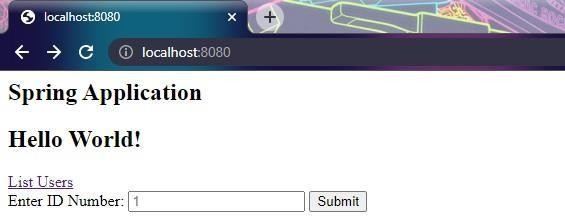 localhost:8080
localhost:8080
Spring Application
Hello World!
List Users
Enter ID Number: 1 Submit